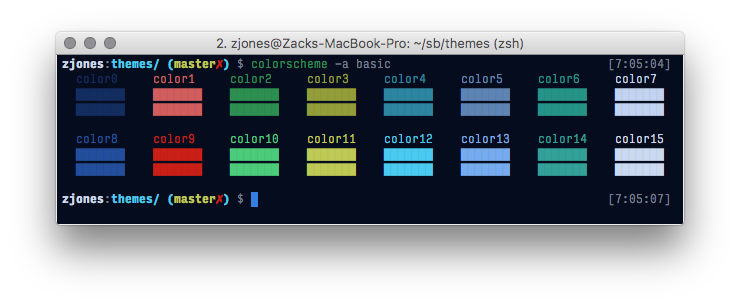 2. zjones@Zacks-MacBook-Pro: ~/sb/themes (zsh)
zjones:themes/ (master✗) $ colorscheme -a basic [7:05:04]
color0 color1 color2 color3 color4 color5 color6 color7
color8 color9 color10 color11 color12 color13 color14 color15
zjones:themes/ (master✗) $ [7:05:07]